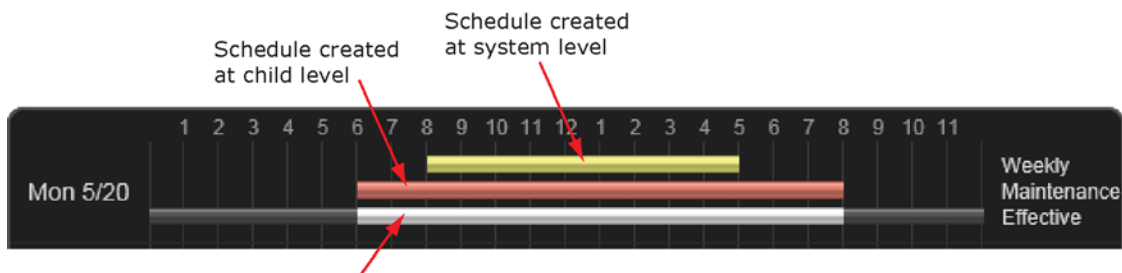 Schedule created
at system level
Schedule created
at child level
1 2 3 4 5 6 7 8 9 10 11 12 1 2 3 4 5 6 7 8 9 10 11
Weekly
Mon 5/20 Maintenance
Effective